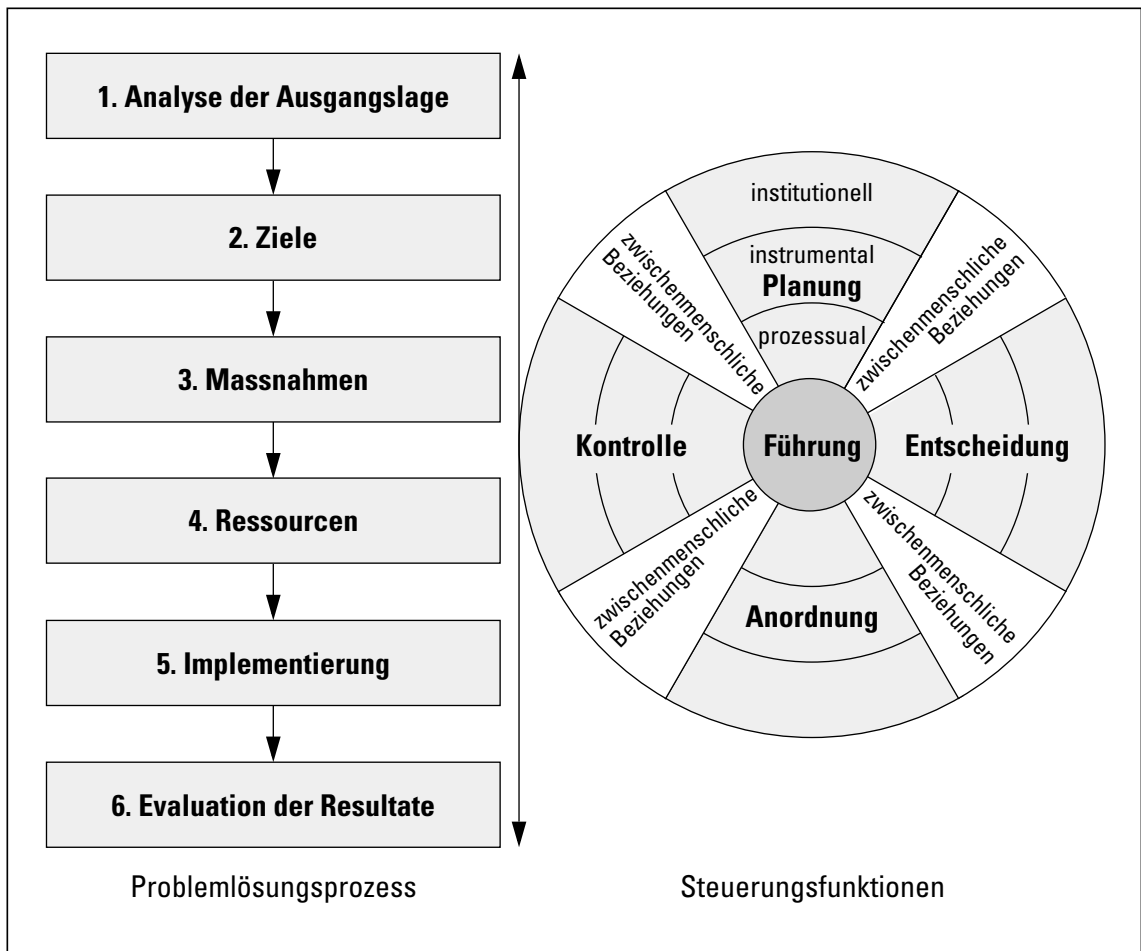 1. Analyse der Ausgangslage
2. Ziele
3. Massnahmen
4. Ressourcen
5. Implementierung
6. Evaluation der Resultate
Problemlösungsprozess
institutionell
instrumental
Planung
prozessual
zwischenmenschliche
Beziehungen
zwischenmenschliche
Beziehungen
Kontrolle
Führung
Entscheidung
zwischenmenschliche
Beziehungen
zwischenmenschliche
Beziehungen
Anordnung
Steuerungsfunktionen